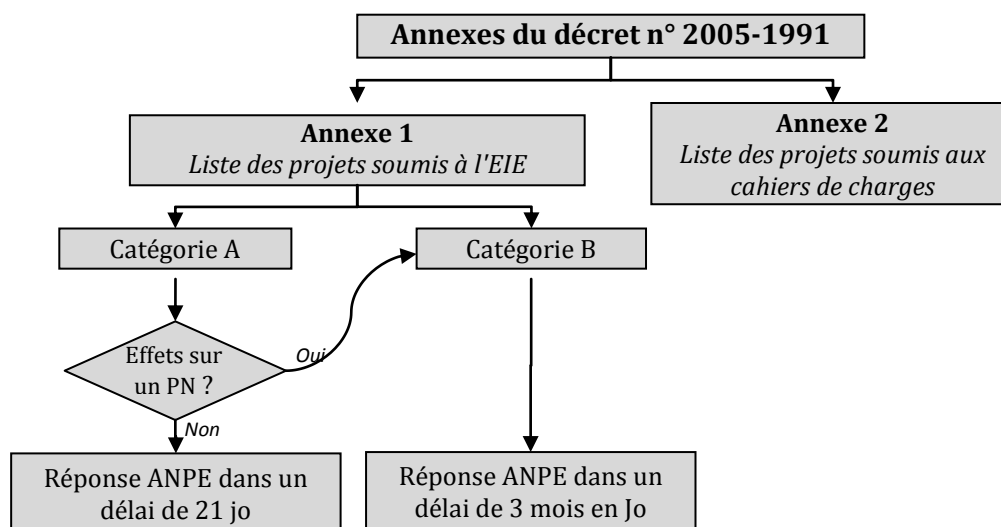 Annexes du décret n° 2005-1991
Annexe 1
Liste des projets soumis à l'EIE
Annexe 2
Liste des projets soumis aux
cahiers de charges
Catégorie A
Catégorie B
Effets sur
un PN ?
Oui
Non
Réponse ANPE dans un
délai de 21 jo
Réponse ANPE dans un
délai de 3 mois en Jo